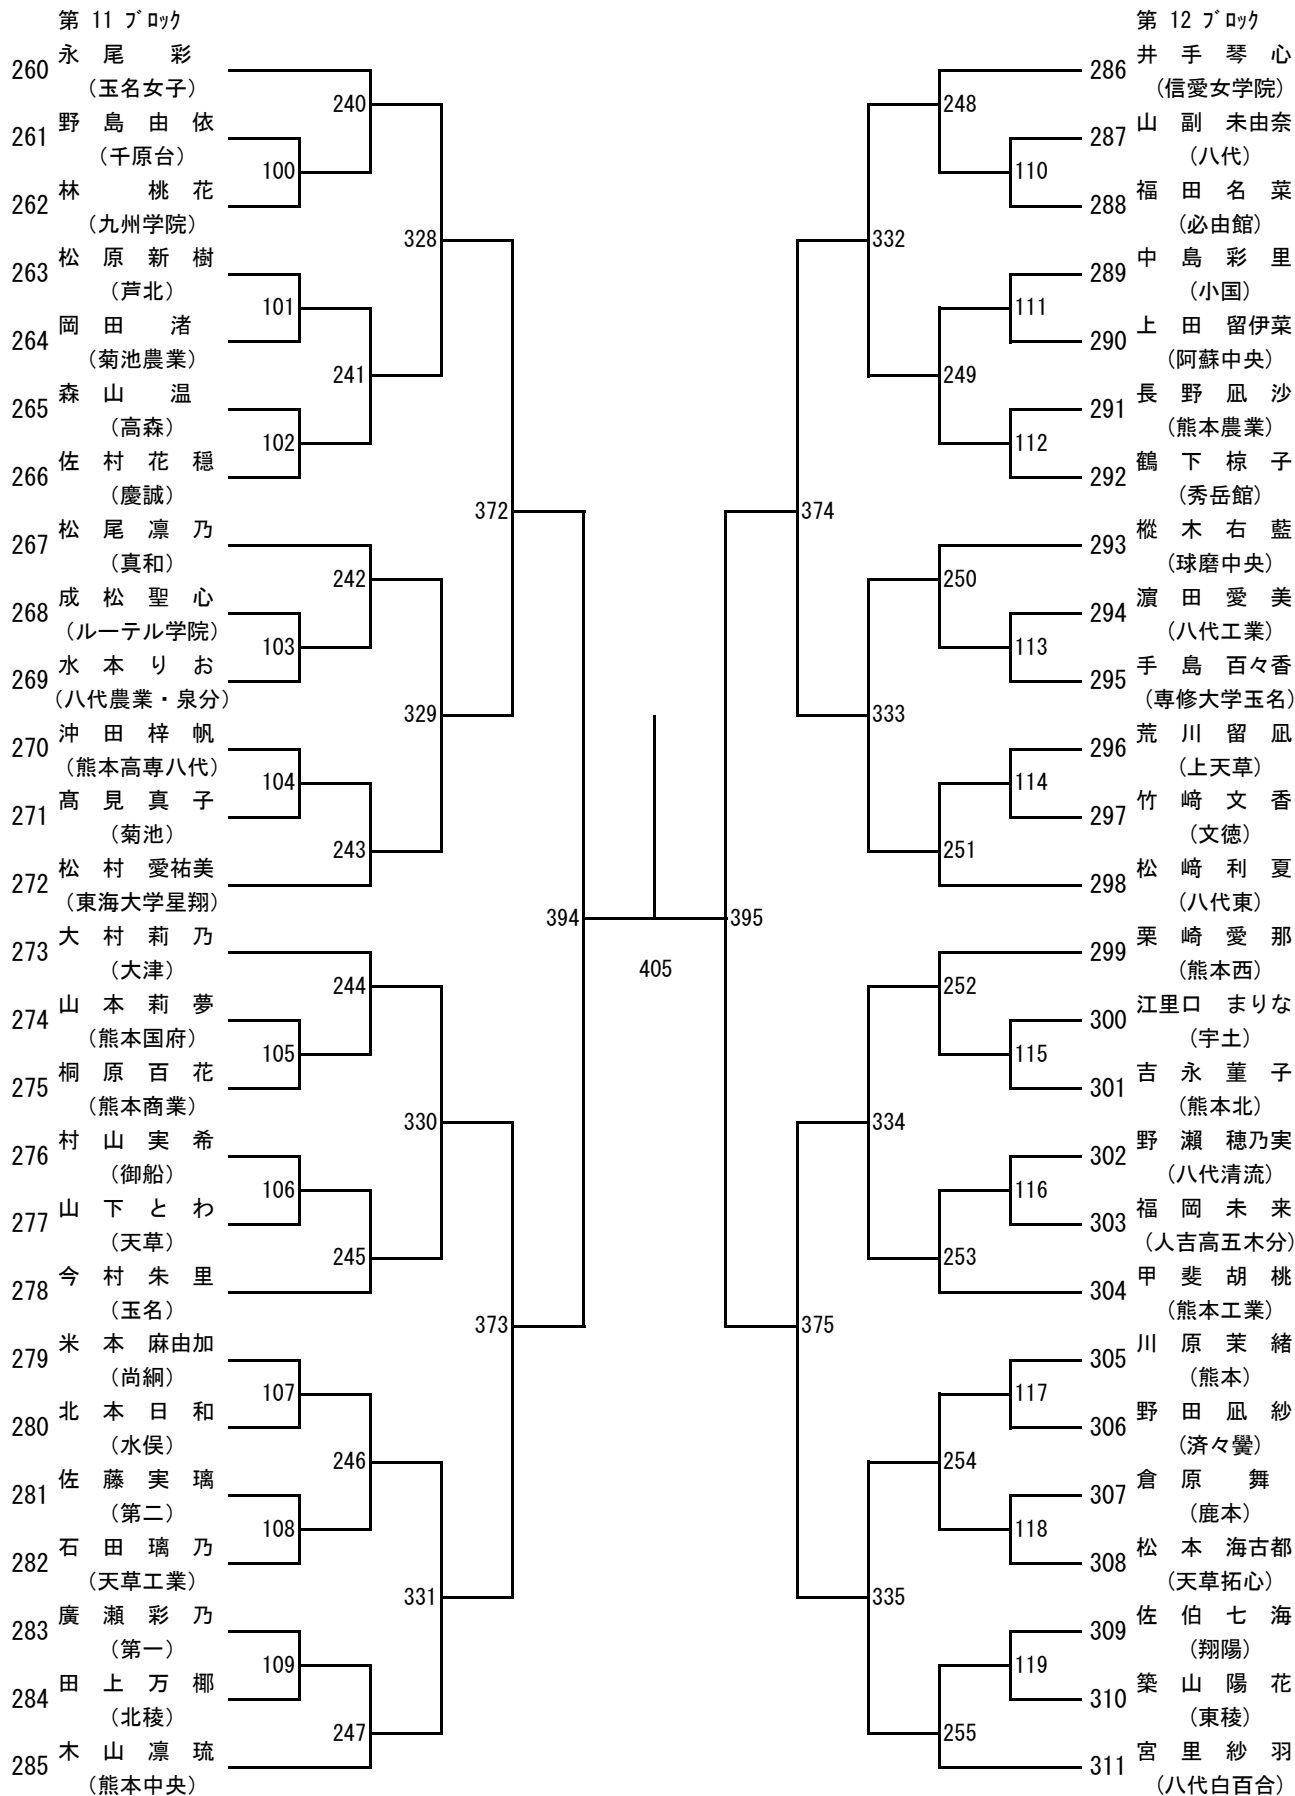 第 11 ブロック
260 永 尾 彩
（玉名女子）
261 野 島 由 依
（千原台）
262 林 桃 花
（九州学院）
263 松 原 新 樹
（芦北）
264 岡 田 渚
（菊池農業）
265 森 山 温
（高森）
266 佐 村 花 穏
（慶誠）
267 松 尾 凛 乃
（真和）
268 成 松 聖 心
（ルーテル学院）
269 水 本 り お
（八代農業・泉分）
270 沖 田 梓 帆
（熊本高専八代）
271 髙 見 真 子
（菊池）
272 松 村 愛祐美
（東海大学星翔）
273 大 村 莉 乃
（大津）
274 山 本 莉 夢
（熊本国府）
275 桐 原 百 花
（熊本商業）
276 村 山 実 希
（御船）
277 山 下 と わ
（天草）
278 今 村 朱 里
（玉名）
279 米 本 麻由加
（尚絅）
280 北 本 日 和
（水俣）
281 佐 藤 実 璃
（第二）
282 石 田 璃 乃
（天草工業）
283 廣 瀬 彩 乃
（第一）
284 田 上 万 椰
（北稜）
285 木 山 凛 琉
（熊本中央）
100
101
102
103
104
105
106
107
108
109
240
241
242
243
244
245
246
247
328
329
330
331
372
373
394
405
395
374
375
332
333
334
335
248
249
250
251
252
253
254
255
110
111
112
113
114
115
116
117
118
119
第 12 ブロック
286 井 手 琴 心
（信愛女学院）
287 山 副 未由奈
（八代）
288 福 田 名 菜
（必由館）
289 中 島 彩 里
（小国）
290 上 田 留伊菜
（阿蘇中央）
291 長 野 凪 沙
（熊本農業）
292 鶴 下 椋 子
（秀岳館）
293 樅 木 右 藍
（球磨中央）
294 濵 田 愛 美
（八代工業）
295 手 島 百々香
（専修大学玉名）
296 荒 川 留 凪
（上天草）
297 竹 﨑 文 香
（文徳）
298 松 﨑 利 夏
（八代東）
299 栗 崎 愛 那
（熊本西）
300 江里口 まりな
（宇土）
301 吉 永 菫 子
（熊本北）
302 野 瀨 穂乃実
（八代清流）
303 福 岡 未 来
（人吉高五木分）
304 甲 斐 胡 桃
（熊本工業）
305 川 原 茉 緒
（熊本）
306 野 田 凪 紗
（済々黌）
307 倉 原 舞
（鹿本）
308 松 本 海古都
（天草拓心）
309 佐 伯 七 海
（翔陽）
310 築 山 陽 花
（東稜）
311 宮 里 紗 羽
（八代白百合）